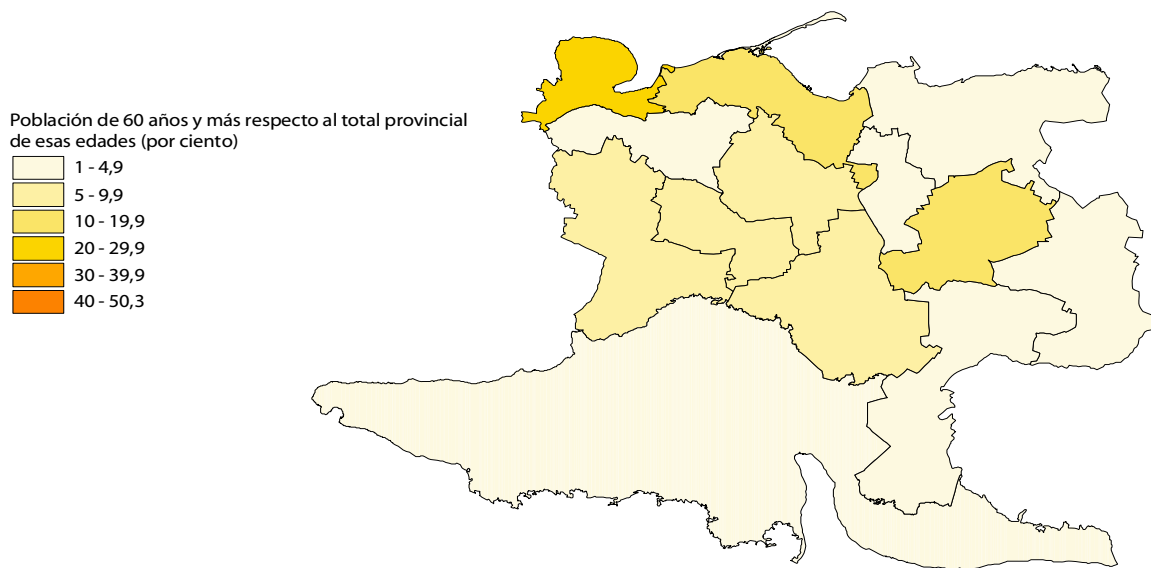 Población de 60 años y más respecto al total provincial
de esas edades (por ciento)
1 - 4,9
5 - 9,9
10 - 19,9
20 - 29,9
30 - 39,9
40 - 50,3